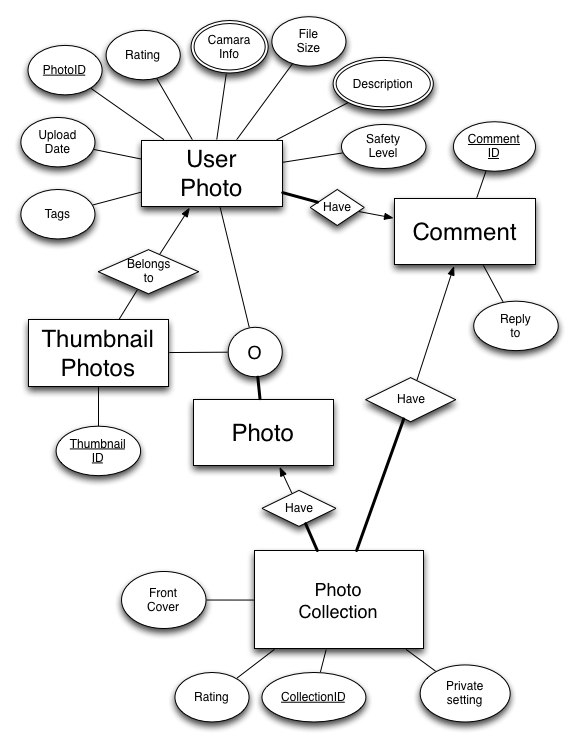 Camara
Info
File
Size
Rating
PhotoID
Description
Upload
Date
User
Photo
Safety
Level
Comment
ID
Tags
Have
Comment
Belongs
to
Thumbnail
Photos
O
Reply
to
Have
Photo
Thumbnail
ID
Have
Front
Cover
Photo
Collection
Rating
CollectionID
Private
setting